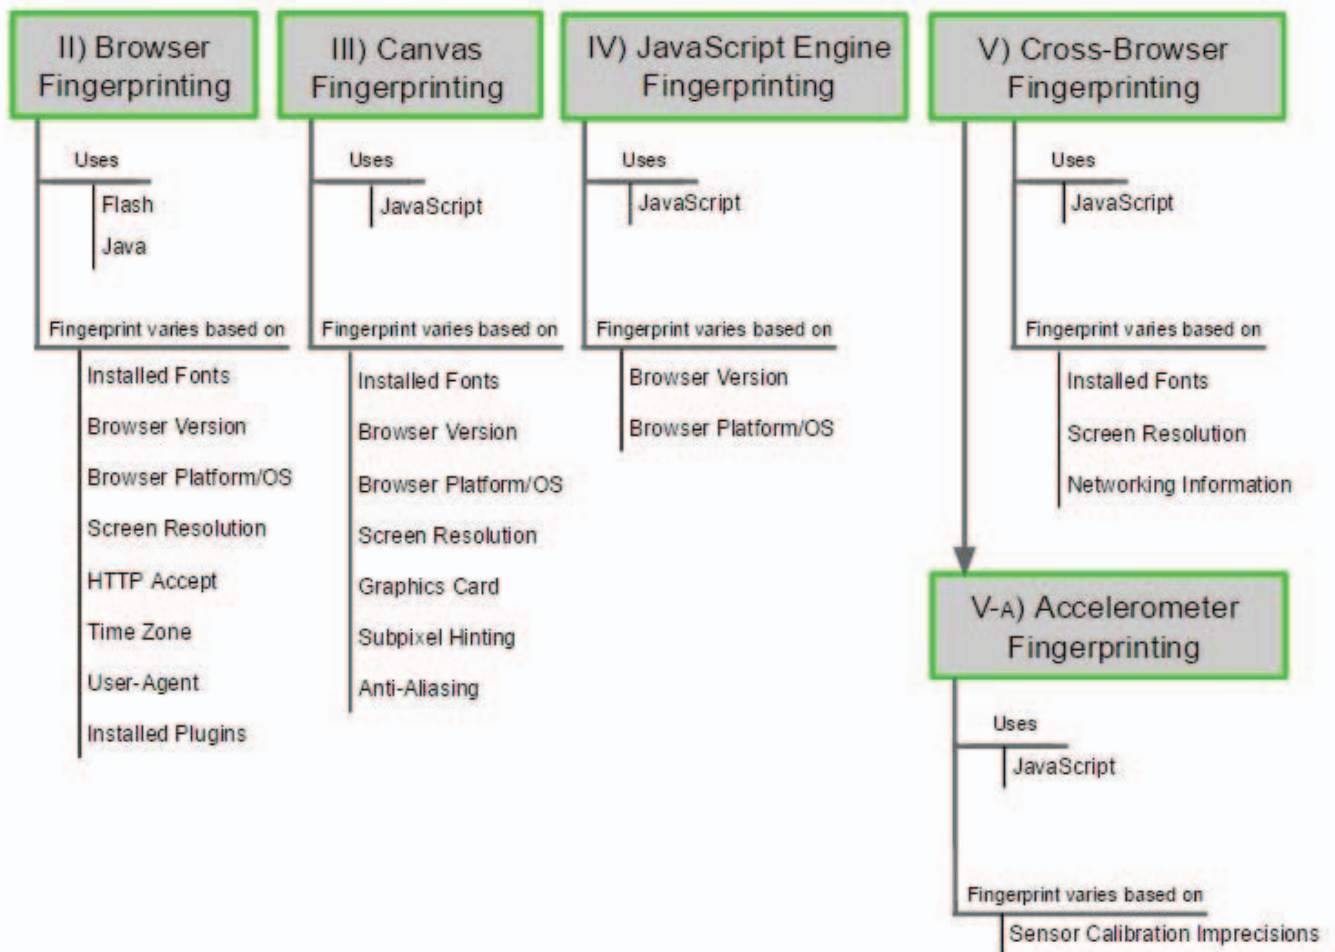 II) Browser
Fingerprinting
Uses
Flash
Java
Fingerprint varies based on
Installed Fonts
Browser Version
Browser Platform/OS
Screen Resolution
HTTP Accept
Time Zone
User-Agent
Installed Plugins
III) Canvas
Fingerprinting
Uses
JavaScript
Fingerprint varies based on
Installed Fonts
Browser Version
Browser Platform/OS
Screen Resolution
Graphics Card
Subpixel Hinting
Anti-Aliasing
IV) JavaScript Engine
Fingerprinting
Uses
JavaScript
Fingerprint varies based on
Browser Version
Browser Platform/OS
V) Cross-Browser
Fingerprinting
Uses
JavaScript
Fingerprint varies based on
Installed Fonts
Screen Resolution
Networking Information
V-A) Accelerometer
Fingerprinting
Uses
JavaScript
Fingerprint varies based on
Sensor Calibration Imprecisions